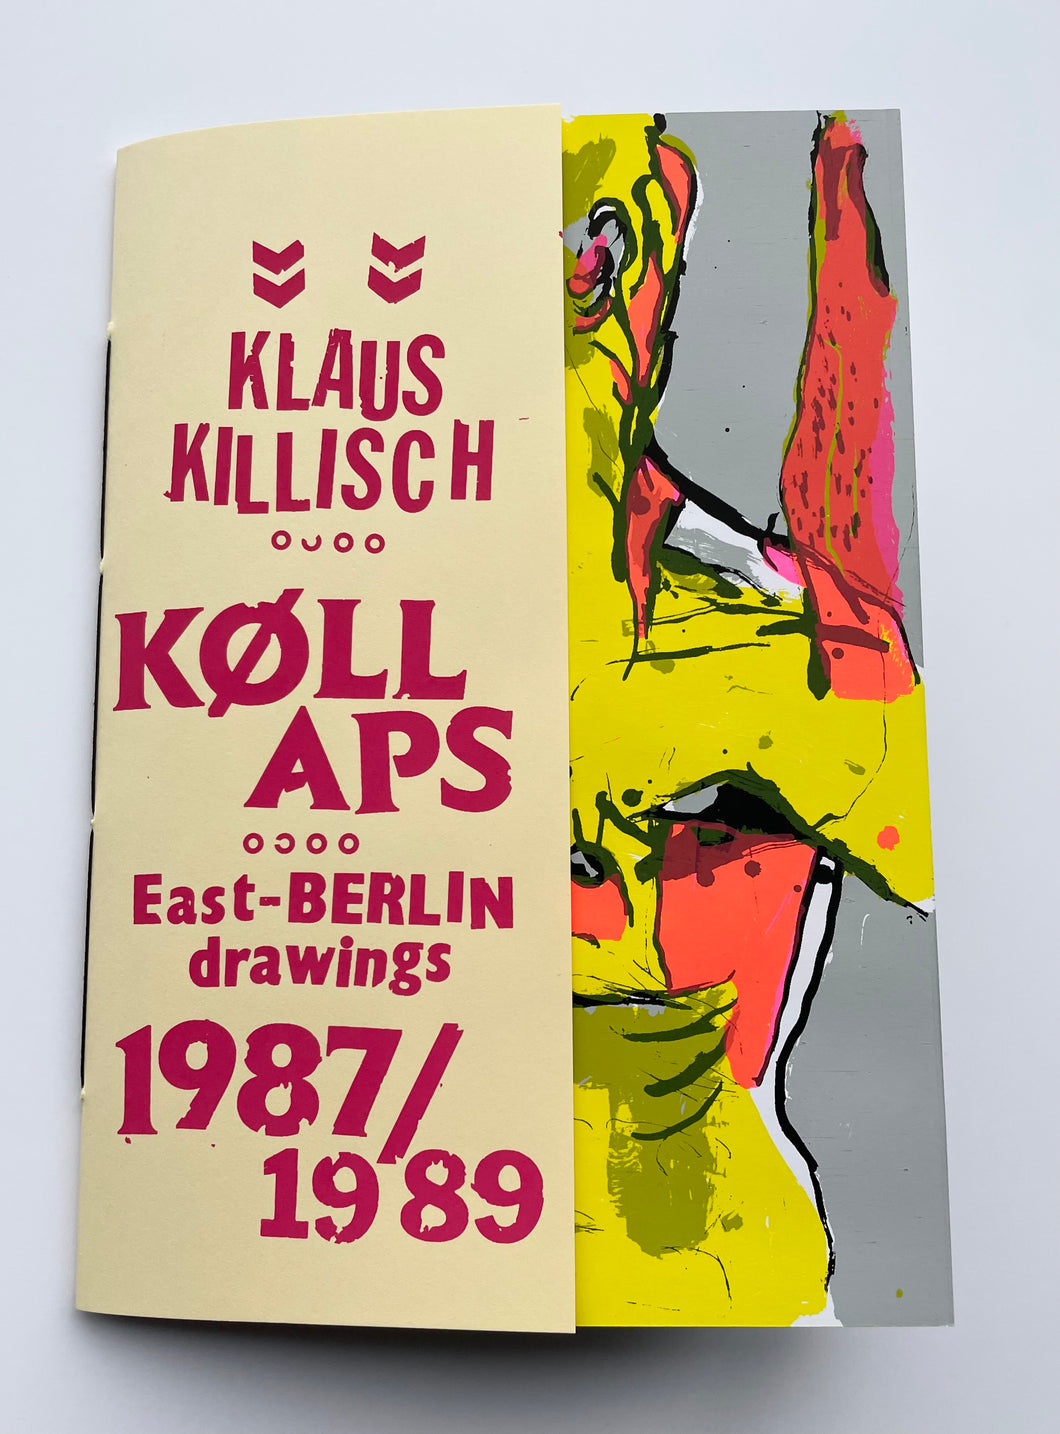 KLAUS
KILLISCH
KØLL
APS
East-BERLIN
drawings
1987/
1989